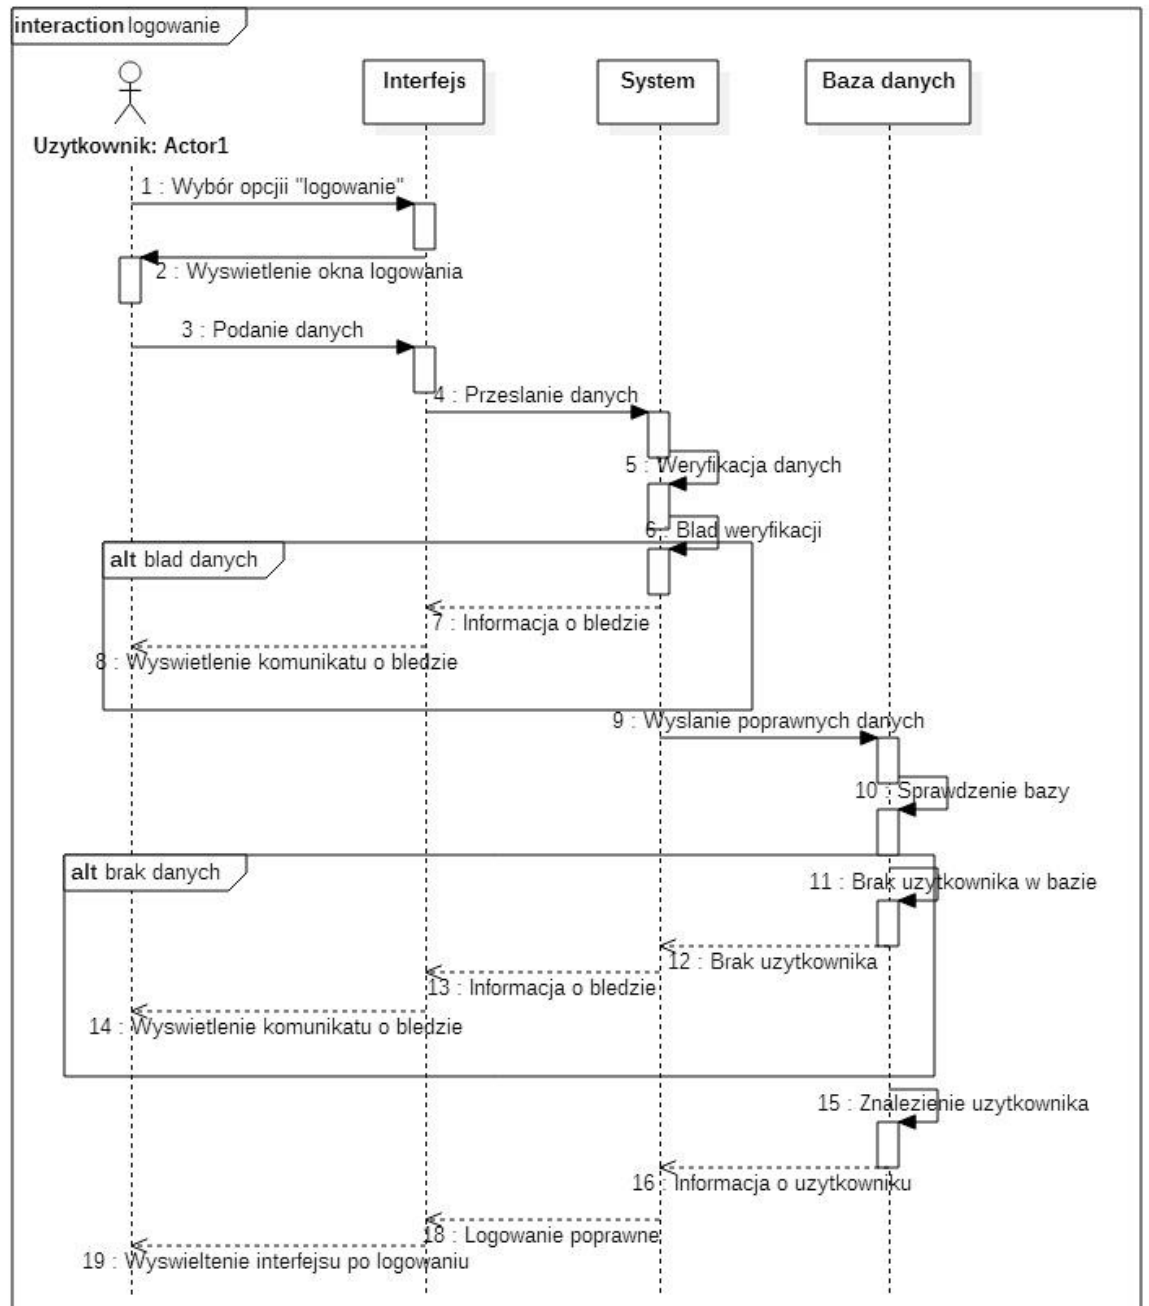 interaction logowanie
Interfejs
System
Baza danych
Uzytkownik: Actor1
1 : Wybór opcjii "logowanie"
2 : Wyswietlenie okna logowania
3 : Podanie danych
4 : Przeslanie danych
5 : Weryfikacja danych
6 : Blad weryfikacji
alt blad danych
7 : Informacja o bledzie
8 : Wyswietlenie komunikatu o bledzie
9 : Wyslanie poprawnych danych
10 : Sprawdzenie bazy
alt brak danych
11 : Brak uzytkownika w bazie
12 : Brak uzytkownika
13 : Informacja o bledzie
14 : Wyswietlenie komunikatu o bledzie
15 : Znalezienie uzytkownika
16 : Informacja o uzytkowniku
18 : Logowanie poprawne
19 : Wyswieltenie interfejsu po logowaniu